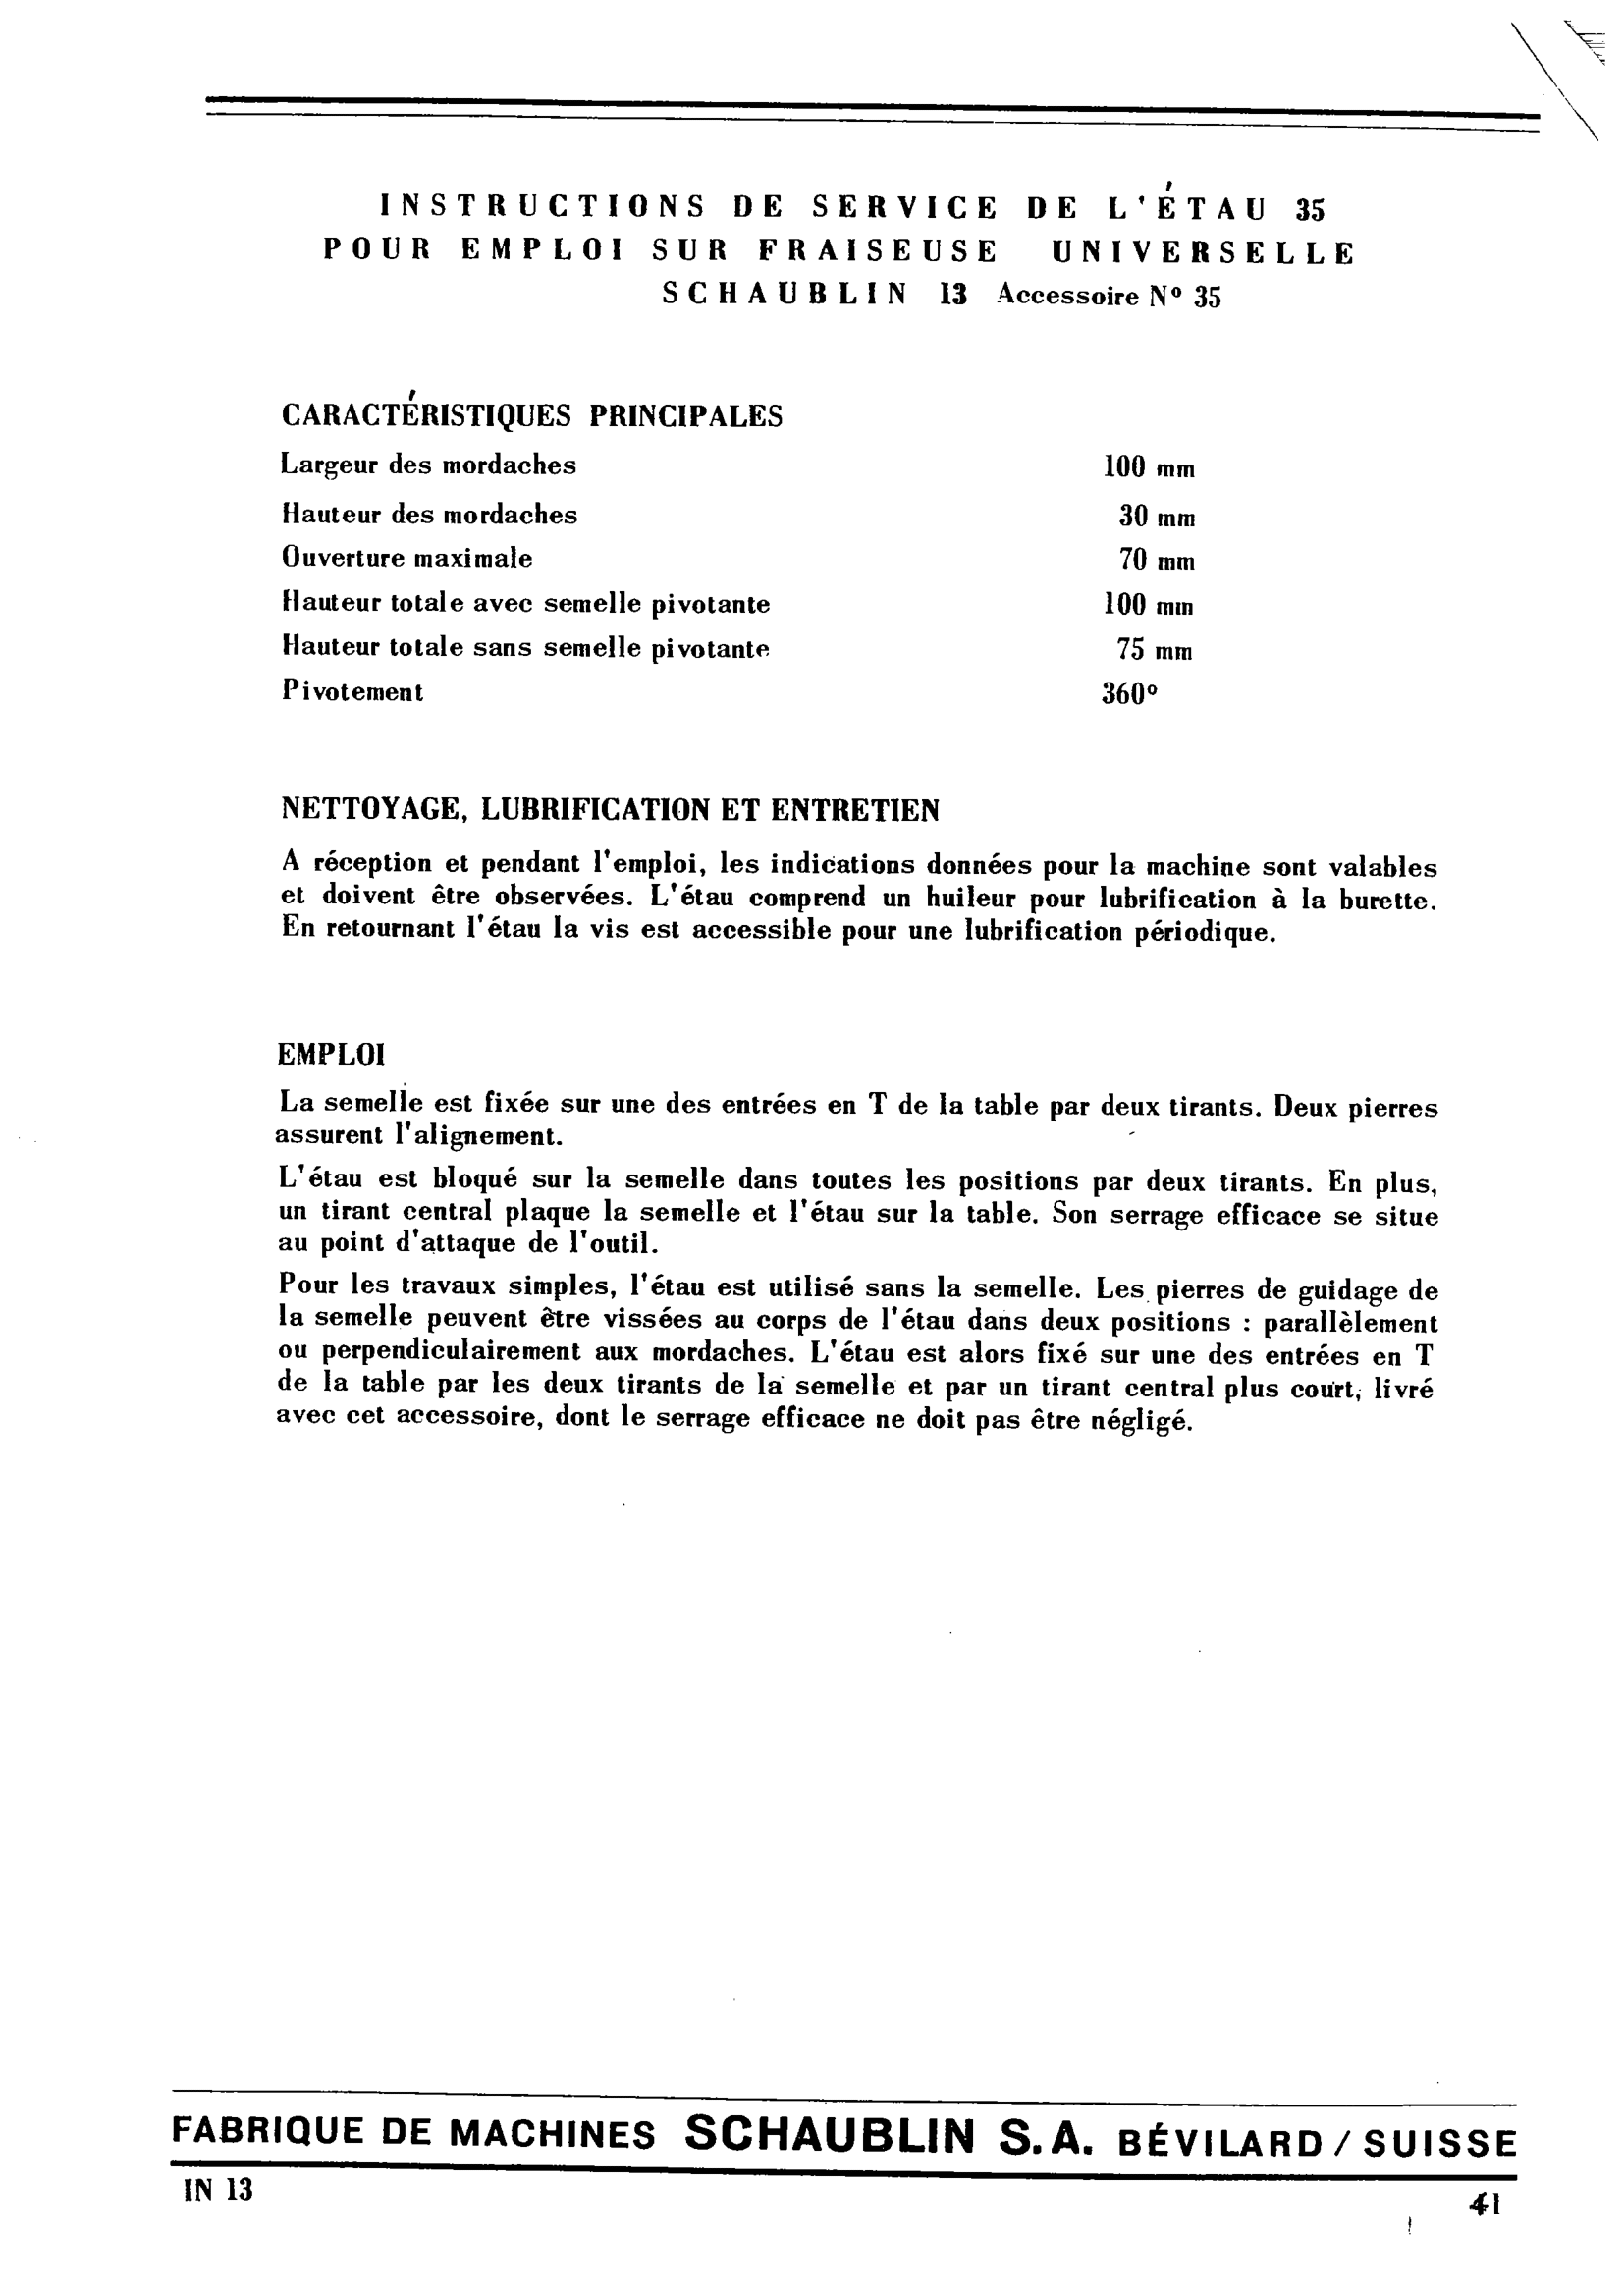 INSTRUCTIONS DE SERVICE DE L'ÉTAU 35
POUR EMPLOI SUR FRAISEUSE UNIVERSELLE
SCHAUBLIN 13 Accessoire Nº 35
CARACTÉRISTIQUES PRINCIPALES
Largeur des mordaches 100 mm
Hauteur des mordaches 30 mm
Ouverture maximale 70 mm
Hauteur totale avec semelle pivotante 100 mm
Hauteur totale sans semelle pivotante 75 mm
Pivotement 360º
NETTOYAGE, LUBRIFICATION ET ENTRETIEN
A réception et pendant l'emploi, les indications données pour la machine sont valables
et doivent être observées. L'étau comprend un huileur pour lubrification à la burette.
En retournant l'étau la vis est accessible pour une lubrification périodique.
EMPLOI
La semelle est fixée sur une des entrées en T de la table par deux tirants. Deux pierres
assurent l'alignement.
L'étau est bloqué sur la semelle dans toutes les positions par deux tirants. En plus,
un tirant central plaque la semelle et l'étau sur la table. Son serrage efficace se situe
au point d'attaque de l'outil.
Pour les travaux simples, l'étau est utilisé sans la semelle. Les pierres de guidage de
la semelle peuvent être vissées au corps de l'étau dans deux positions : parallèlement
ou perpendiculairement aux mordaches. L'étau est alors fixé sur une des entrées en T
de la table par les deux tirants de la semelle et par un tirant central plus court, livré
avec cet accessoire, dont le serrage efficace ne doit pas être négligé.
FABRIQUE DE MACHINES SCHAUBLIN S.A. BÉVILARD / SUISSE
IN 13
41